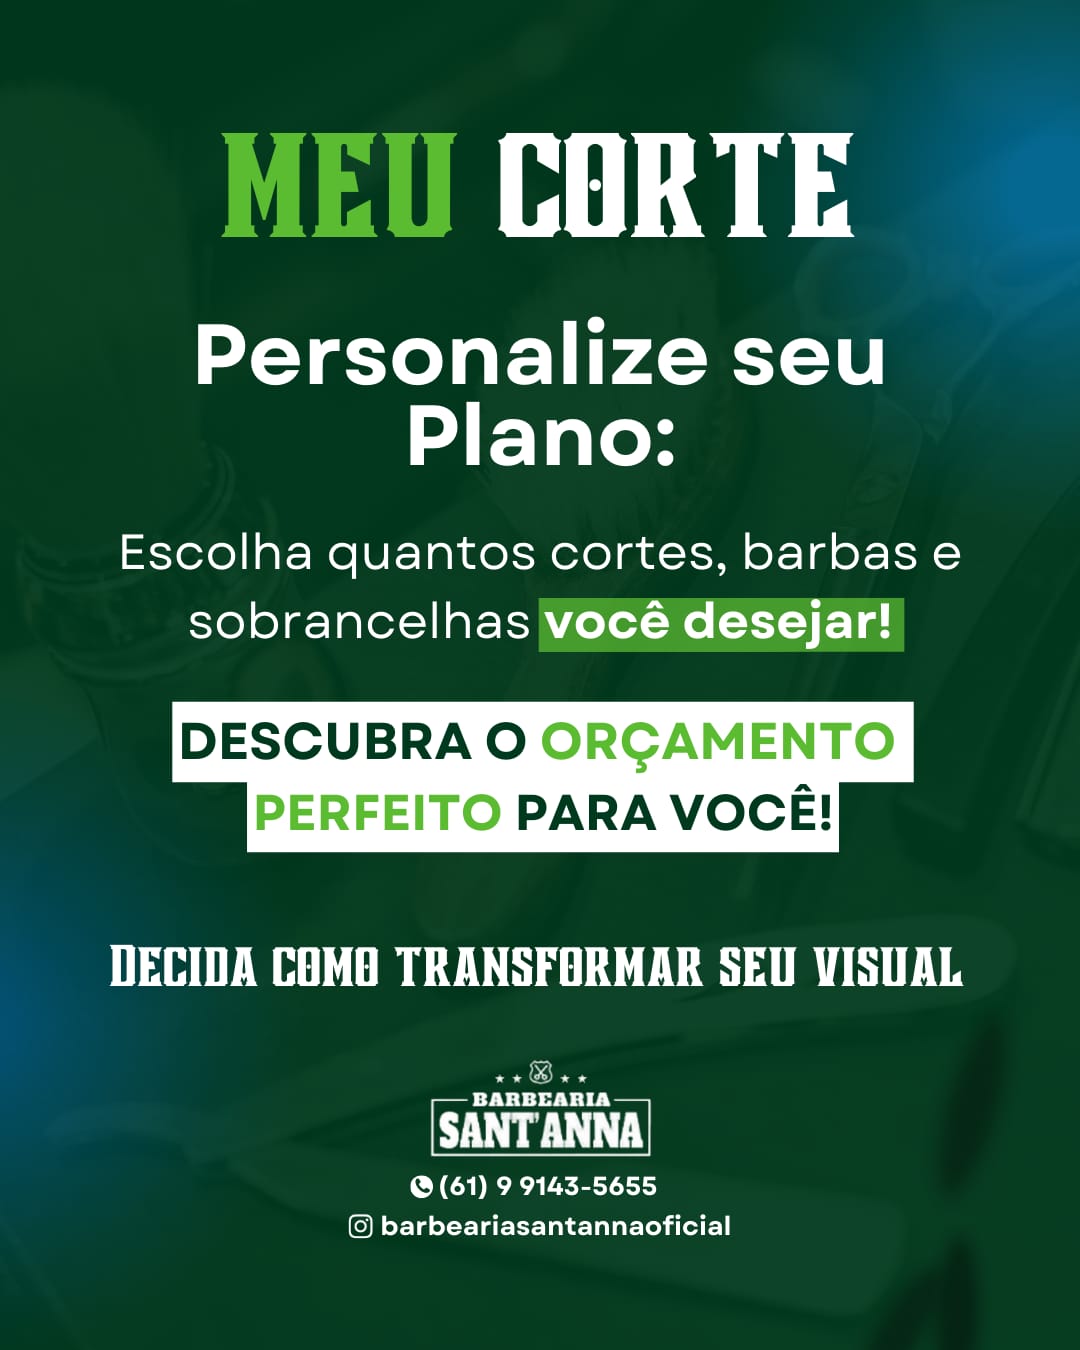 MEU CORTE
Personalize seu
Plano:
Escolha quantos cortes, barbas e
sobrancelhas você desejar!
DESCUBRA O ORÇAMENTO
PERFEITO PARA VOCÊ!
DECIDA COMO TRANSFORMAR SEU VISUAL
BARBEARIA
SANT'ANNA
(61) 9 9143-5655
barbeariasantannaoficial